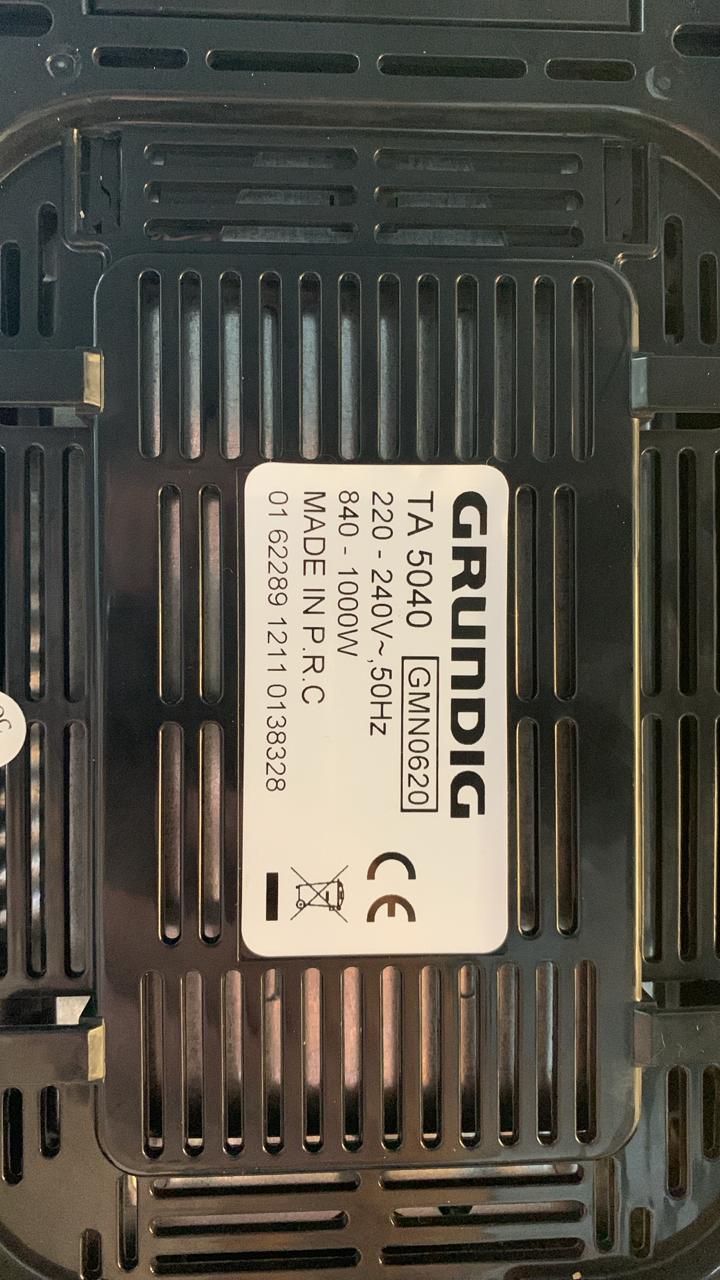 GRUNDIG
TA 5040 GMN0620
220 - 240V~,50Hz
840 - 1000W
MADE IN P.R.C
01 62289 1211 0138328
CE